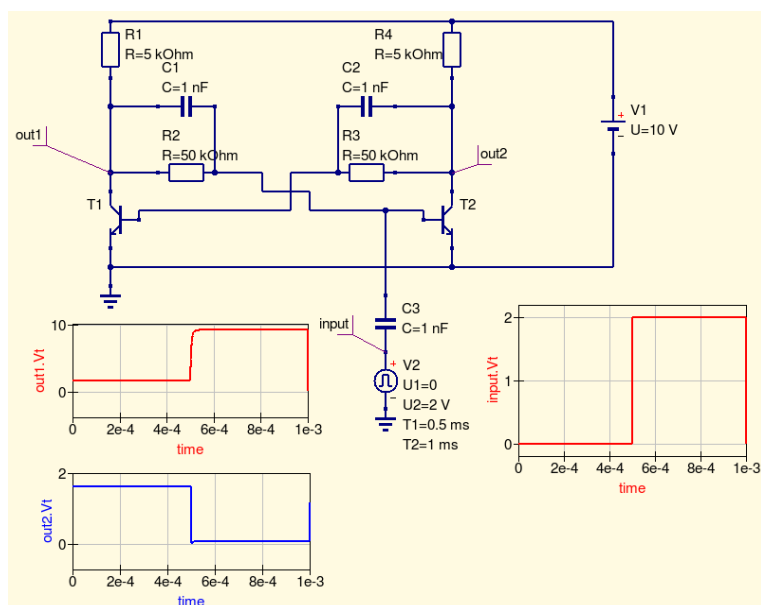 R1
R=5 kOhm
C1
C=1 nF
R2
R=50 kOhm
out1
T1
R4
R=5 kOhm
C2
C=1 nF
R3
R=50 kOhm
out2
T2
+
V1
− U=10 V
input
C3
C=1 nF
+
V2
U1=0
− U2=2 V
T1=0.5 ms
T2=1 ms
out1.Vt
10
0
0 2e-4 4e-4 6e-4 8e-4 1e-3
time
out2.Vt
2
0
0 2e-4 4e-4 6e-4 8e-4 1e-3
time
input.Vt
2
1
0
0 2e-4 4e-4 6e-4 8e-4 1e-3
time